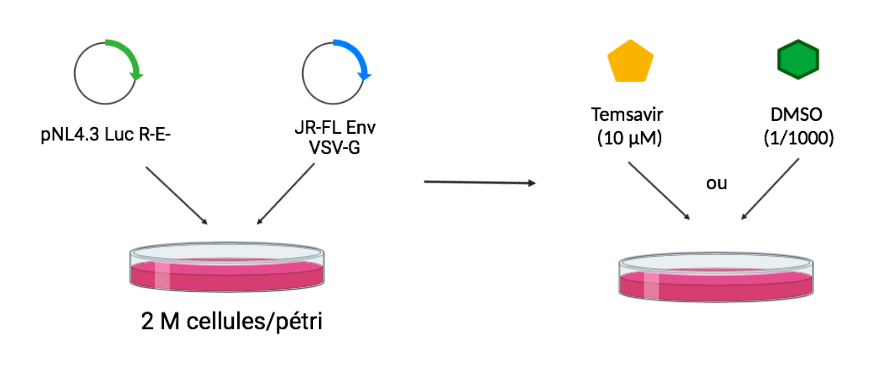 pNL4.3 Luc R-E-
JR-FL Env
VSV-G
2 M cellules/pétri
Temsavir
(10 µM)
ou
DMSO
(1/1000)